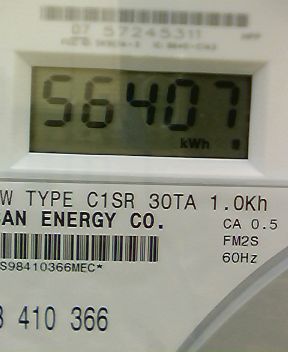 07 57245311
56407
kWh
W TYPE C1SR 30TA 1.0Kh
AN ENERGY CO.
CA 0.5
FM2S
60Hz
S98410366MEC*
410 366